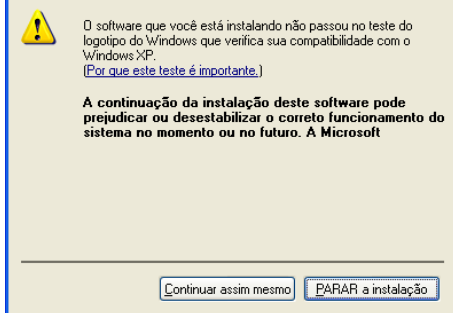 O software que você está instalando não passou no teste do
logotipo do Windows que verifica sua compatibilidade com o
Windows XP.
(Por que este teste é importante.)
A continuação da instalação deste software pode
prejudicar ou desestabilizar o correto funcionamento do
sistema no momento ou no futuro. A Microsoft
Continuar assim mesmo
PARAR a instalação